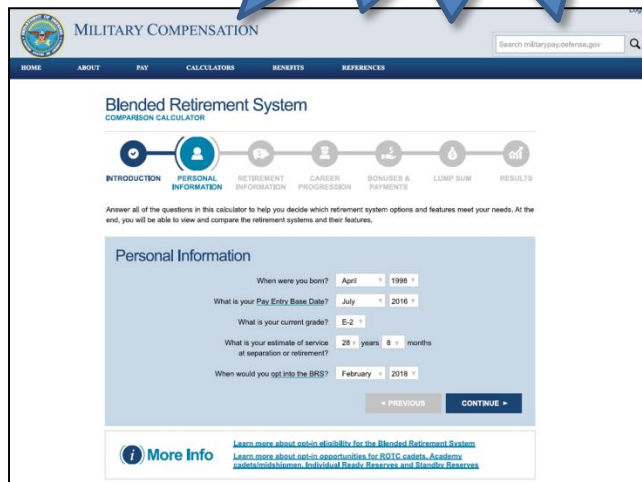 Log
MILITARY COMPENSATION
Search militarypay.defense.gov
HOME ABOUT PAY CALCULATORS BENEFITS REFERENCES
Blended Retirement System
COMPARISON CALCULATOR
INTRODUCTION PERSONAL INFORMATION RETIREMENT INFORMATION CAREER PROGRESSION BONUSES & PAYMENTS LUMP SUM RESULTS
Answer all of the questions in this calculator to help you decide which retirement system options and features meet your needs. At the
end, you will be able to view and compare the retirement systems and their features.
Personal Information
When were you born? April 1998
What is your Pay Entry Base Date? July 2016
What is your current grade? E-2
What is your estimate of service
at separation or retirement? 28 years 8 months
When would you opt into the BRS? February 2018
PREVIOUS CONTINUE
i More Info
Learn more about opt-in eligibility for the Blended Retirement System
Learn more about opt-in opportunities for ROTC cadets, Academy
cadets/midshipmen, Individual Ready Reserves and Standby Reserves